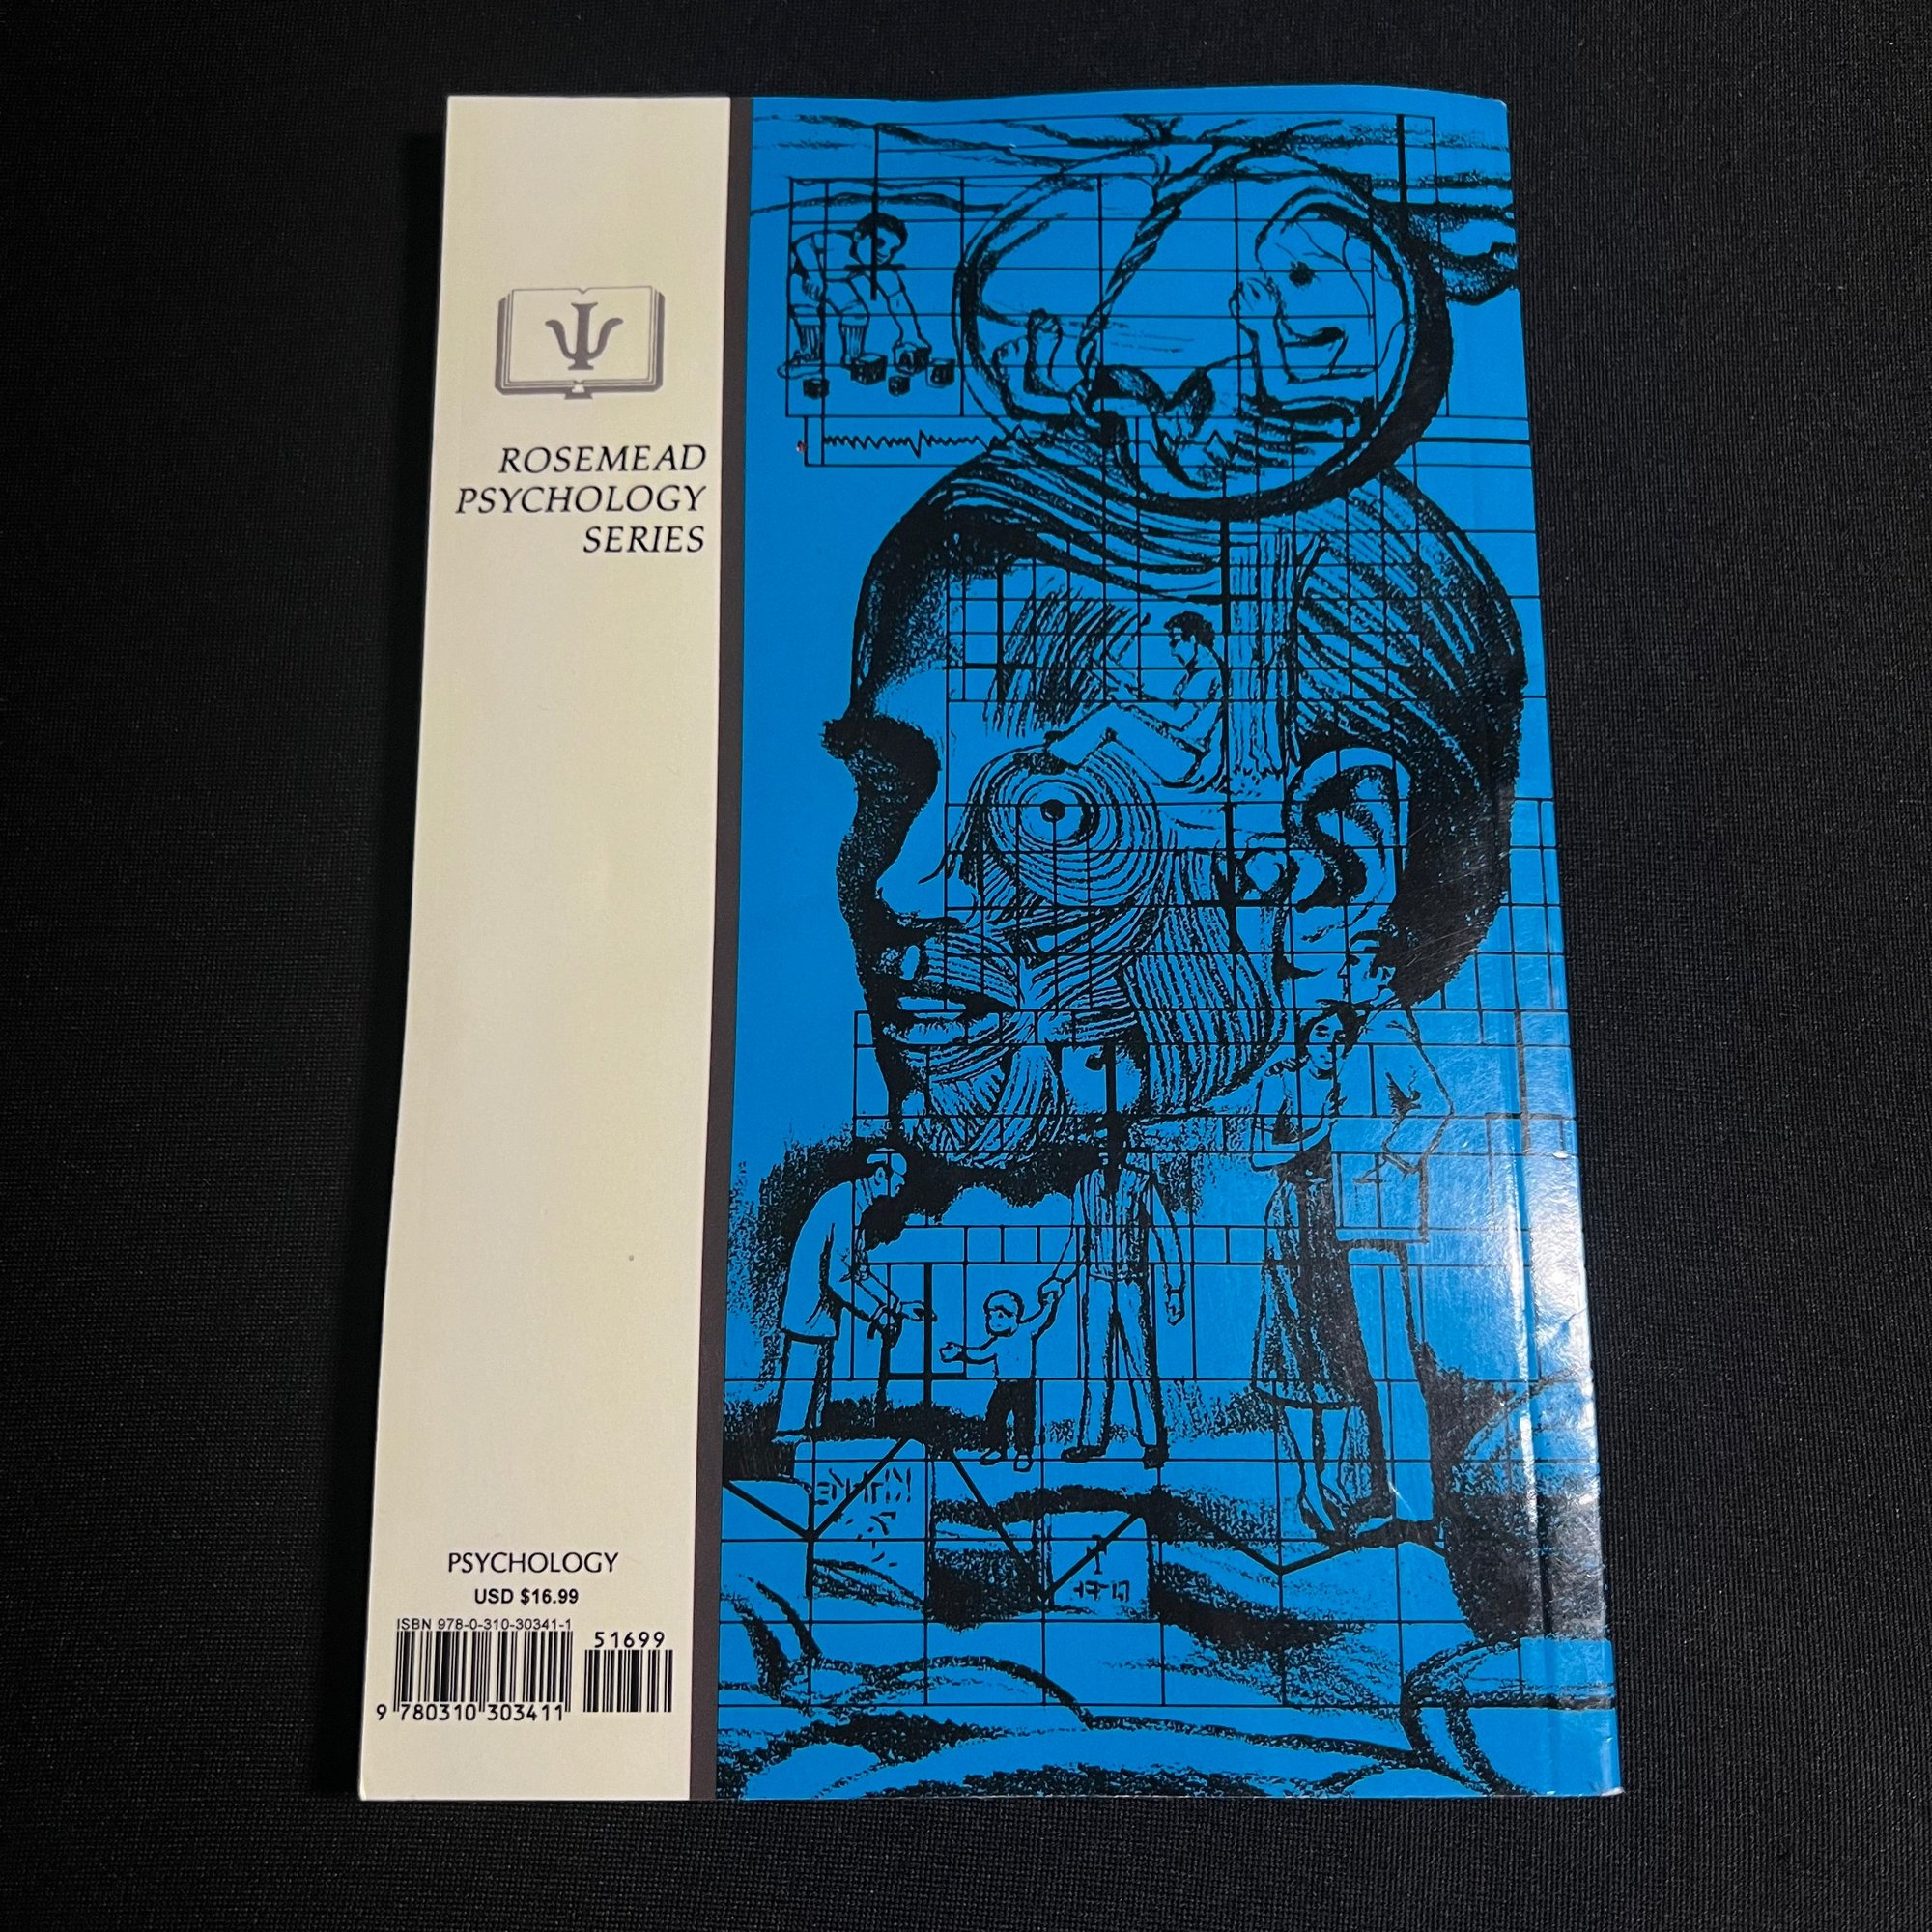 Ψ
ROSEMEAD
PSYCHOLOGY
SERIES
PSYCHOLOGY
USD $16.99
ISBN 978-0-310-30341-1
51699
9 780310 303411